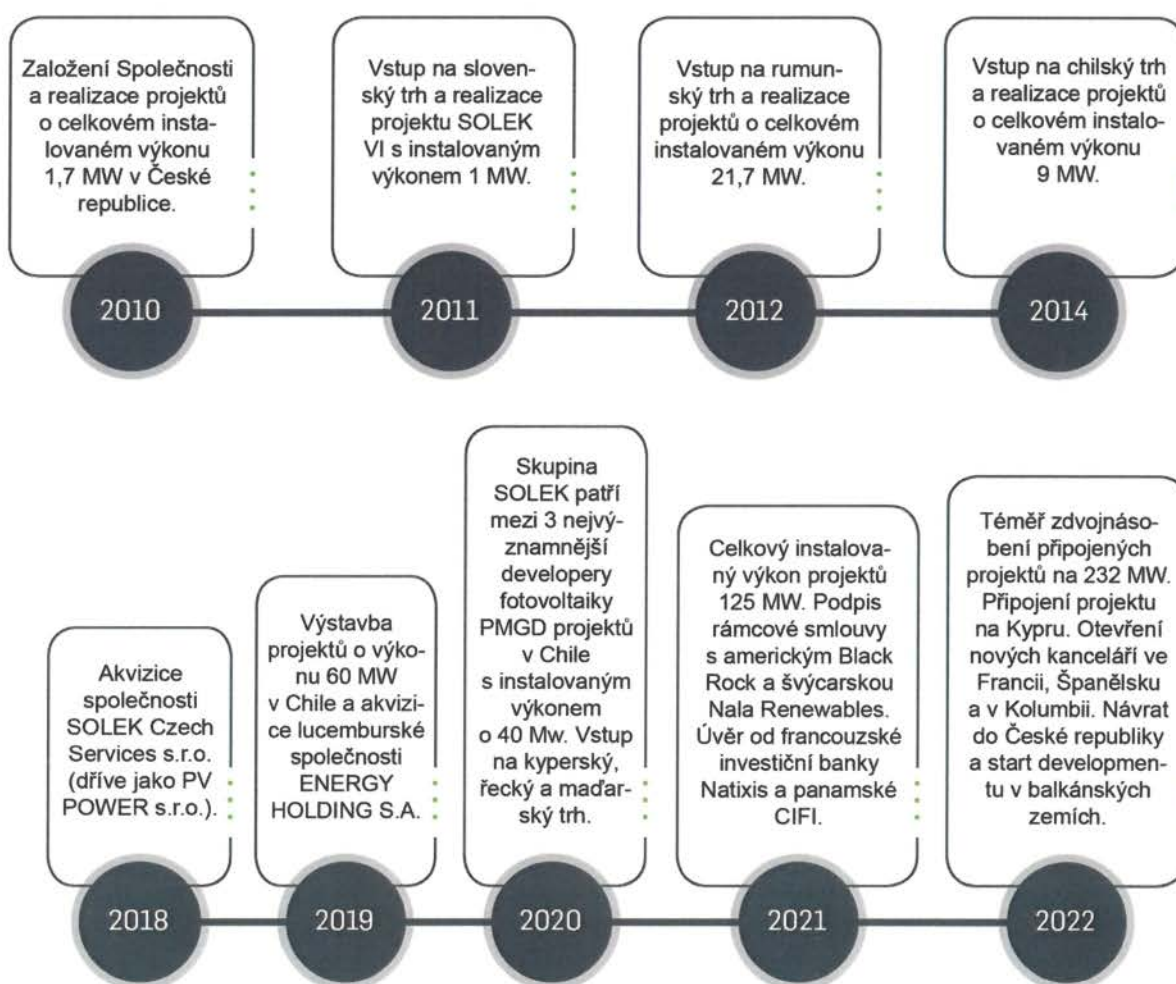 Založení Společnosti
a realizace projektů
o celkovém insta-
lovaném výkonu
1,7 MW v České
republice.
2010
Vstup na sloven-
ský trh a realizace
projektu SOLEK
VI s instalovaným
výkonem 1 MW.
2011
Vstup na rumun-
ský trh a realizace
projektů o celkovém
instalovaném výkonu
21,7 MW.
2012
Vstup na chilský trh
a realizace projektů
o celkovém instalo-
vaném výkonu
9 MW.
2014
Akvizice
společnosti
SOLEK Czech
Services s.r.o.
(dříve jako PV
POWER s.r.o.).
2018
Výstavba
projektů o výko-
nu 60 MW
v Chile a akvizi-
ce lucemburské
společnosti
ENERGY
HOLDING S.A.
2019
Skupina
SOLEK patří
mezi 3 nejvý-
znamnější
developery
fotovoltaiky
PMGD projektů
v Chile
s instalovaným
výkonem
o 40 Mw. Vstup
na kyperský,
řecký a maďar-
ský trh.
2020
Celkový instalova-
ný výkon projektů
125 MW. Podpis
rámcové smlouvy
s americkým Black
Rock a švýcarskou
Nala Renewables.
Úvěr od francouzské
investiční banky
Natixis a panamské
CIFI.
2021
Téměř zdvojnáso-
bení připojených
projektů na 232 MW.
Připojení projektu
na Kypru. Otevření
nových kanceláří ve
Francii, Španělsku
a v Kolumbii. Návrat
do České republiky
a start developmen-
tu v balkánských
zemích.
2022